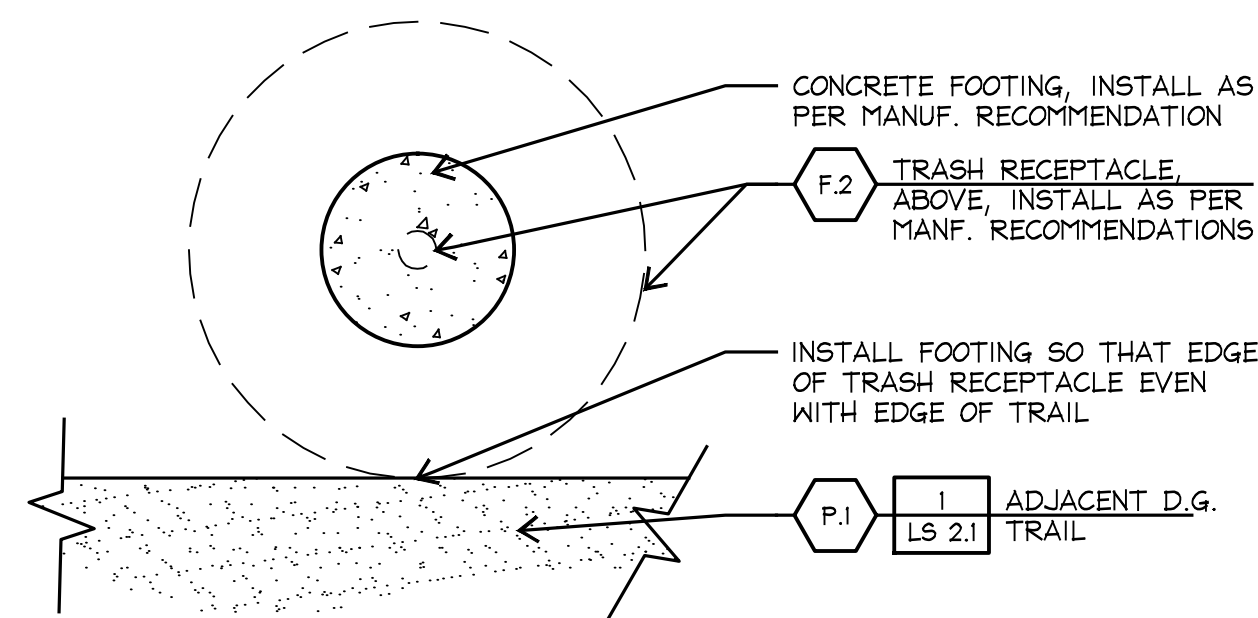 CONCRETE FOOTING, INSTALL AS
PER MANUF. RECOMMENDATION
F.2
TRASH RECEPTACLE,
ABOVE, INSTALL AS PER
MANF. RECOMMENDATIONS
INSTALL FOOTING SO THAT EDGE
OF TRASH RECEPTACLE EVEN
WITH EDGE OF TRAIL
P.1
1
LS 2.1
ADJACENT D.G.
TRAIL